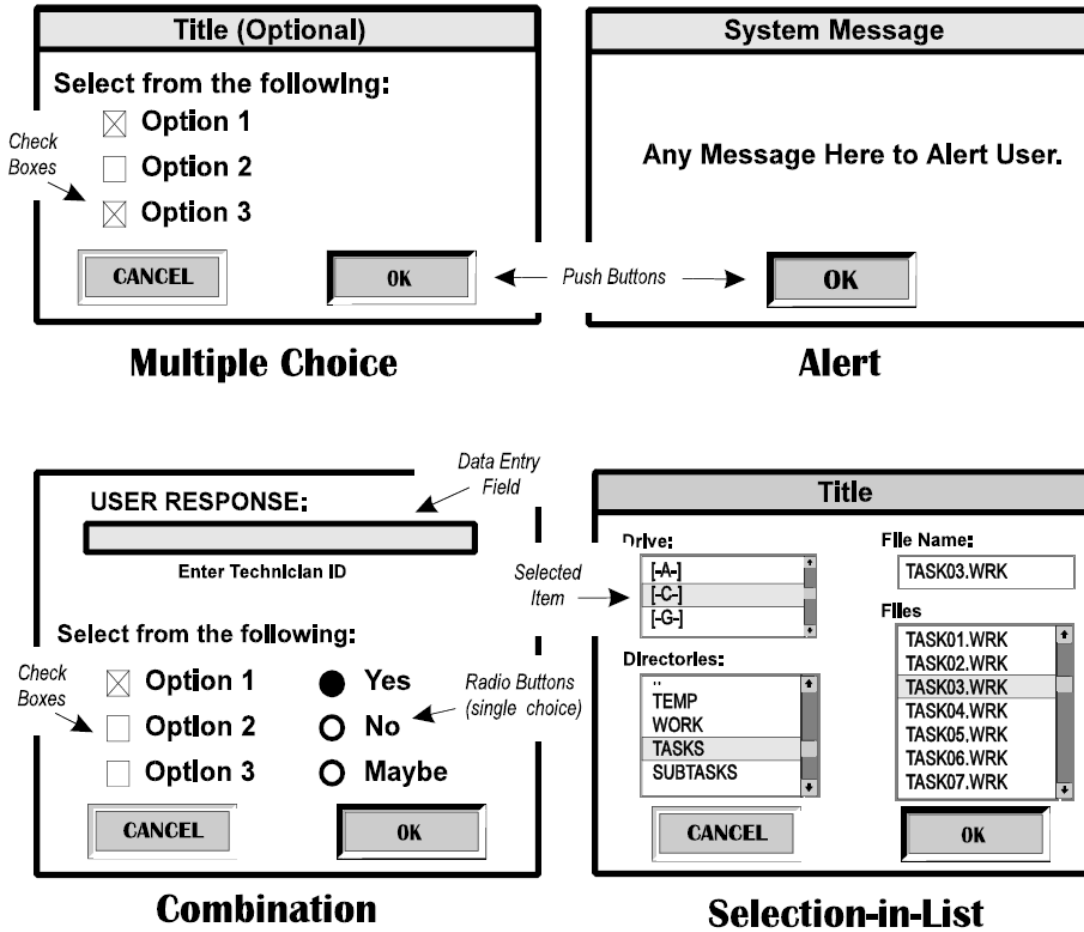 Title (Optional)
Select from the following:
Check
Boxes
Option 1
Option 2
Option 3
CANCEL
OK
Multiple Choice
Push Buttons
System Message
Any Message Here to Alert User.
OK
Alert
Data Entry
Field
USER RESPONSE:
Enter Technician ID
Select from the following:
Check
Boxes
Option 1
Option 2
Option 3
Yes
No
Maybe
Radio Buttons
(single choice)
CANCEL
OK
Combination
Title
Selected
Item
Drive:
[-A-]
[-C-]
[-G-]
Directories:
..
TEMP
WORK
TASKS
SUBTASKS
File Name:
TASK03.WRK
Files
TASK01.WRK
TASK02.WRK
TASK03.WRK
TASK04.WRK
TASK05.WRK
TASK06.WRK
TASK07.WRK
CANCEL
OK
Selection-in-List